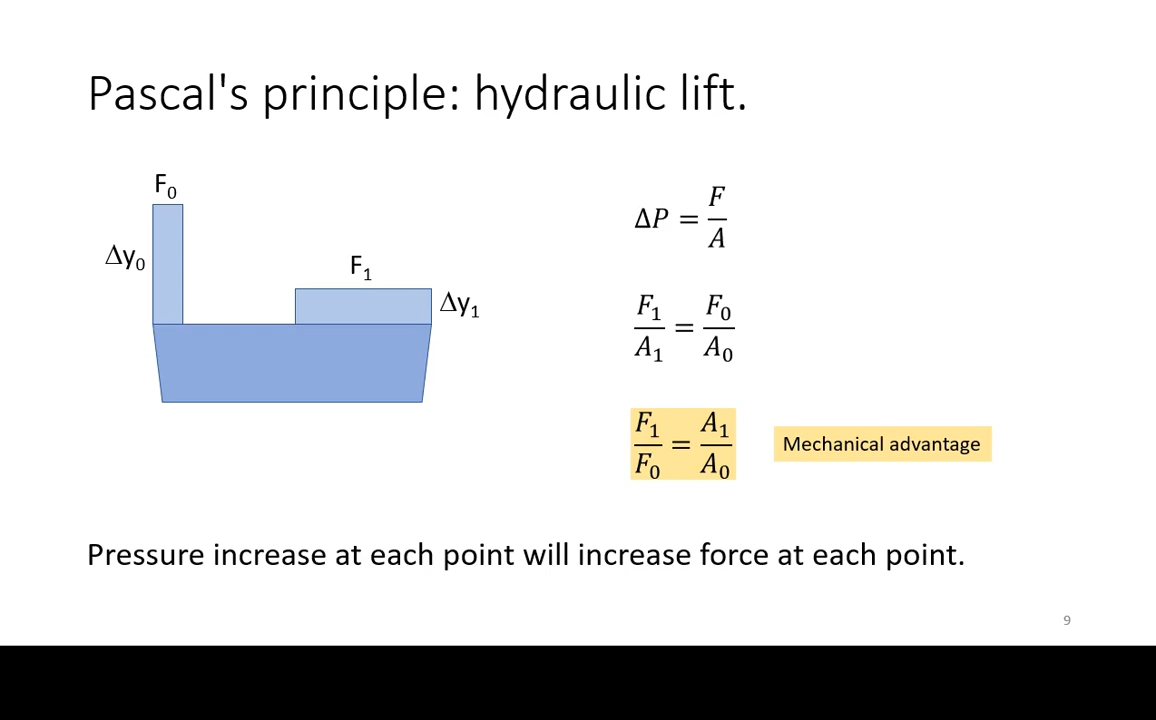 Pascal's principle: hydraulic lift.
F₀
Δy₀
F₁
Δy₁
ΔP = F/A
F₁/A₁ = F₀/A₀
F₁/F₀ = A₁/A₀
Mechanical advantage
Pressure increase at each point will increase force at each point.
9